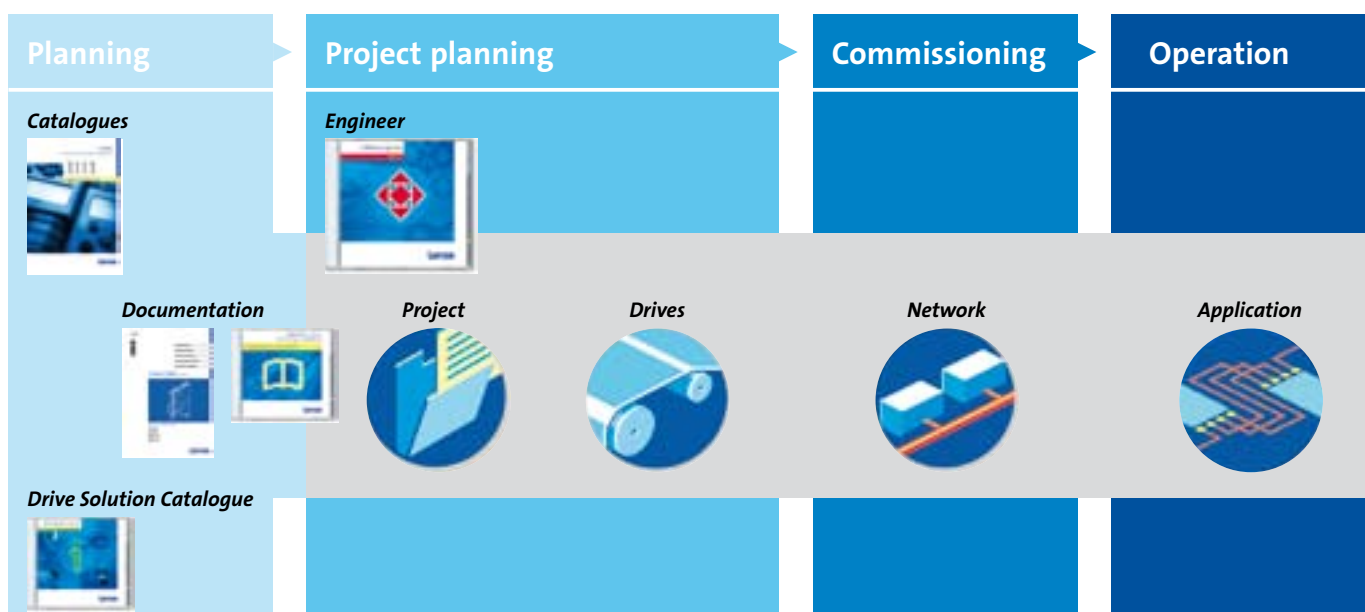 Planning
Project planning
Commissioning
Operation
Catalogues
Engineer
Documentation
Project
Drives
Network
Application
Drive Solution Catalogue